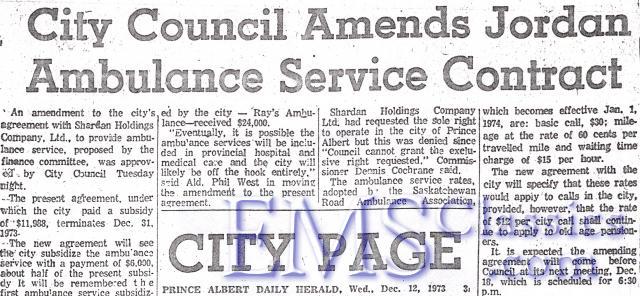 City Council Amends Jordan
Ambulance Service Contract
An amendment to the city's
agreement with Shardan Holdings
Company, Ltd., to provide ambu-
lance service, proposed by the
finance committee, was approv-
ed by City Council Tuesday
night.
--The present agreement, under
which the city paid a subsidy
of $11,988, terminates Dec. 31,
1973.
--The new agreement will see
the city subsidize the ambulance
service with a payment of $6,000,
about half of the present subsi-
dy It will be remembered the
first ambulance service subsidiz-
ed by the city — Ray's Ambu-
lance—received $24,000.
"Eventually, it is possible the
ambulance services will be includ-
ed in provincial hospital and
medical care and the city will
likely be off the hook entirely,"
said Ald. Phil West in moving
the amendment to the present
agreement.
Shardan Holdings Company
Ltd. had requested the sole right
to operate in the city of Prince
Albert but this was denied since
"Council cannot grant the exclu-
sive right requested," Commis-
sioner Dennis Cochrane said.
The ambulance service rates,
adopted by the Saskatchewan
Road Ambulance Association,
which becomes effective Jan. 1,
1974, are: basic call, $30; mile-
age at the rate of 60 cents per
travelled mile and waiting time
charge of $15 per hour.
The new agreement with the
city will specify that these rates
would apply to calls in the city,
provided, however, that the rate
of $12 per city call shall contin-
ue to apply to old age pension-
ers.
It is expected the amending
agreement will come before
Council at its next meeting, Dec.
18, which is scheduled for 6:30
p.m.
CITY PAGE
PRINCE ALBERT DAILY HERALD, Wed., Dec. 12, 1973 3: